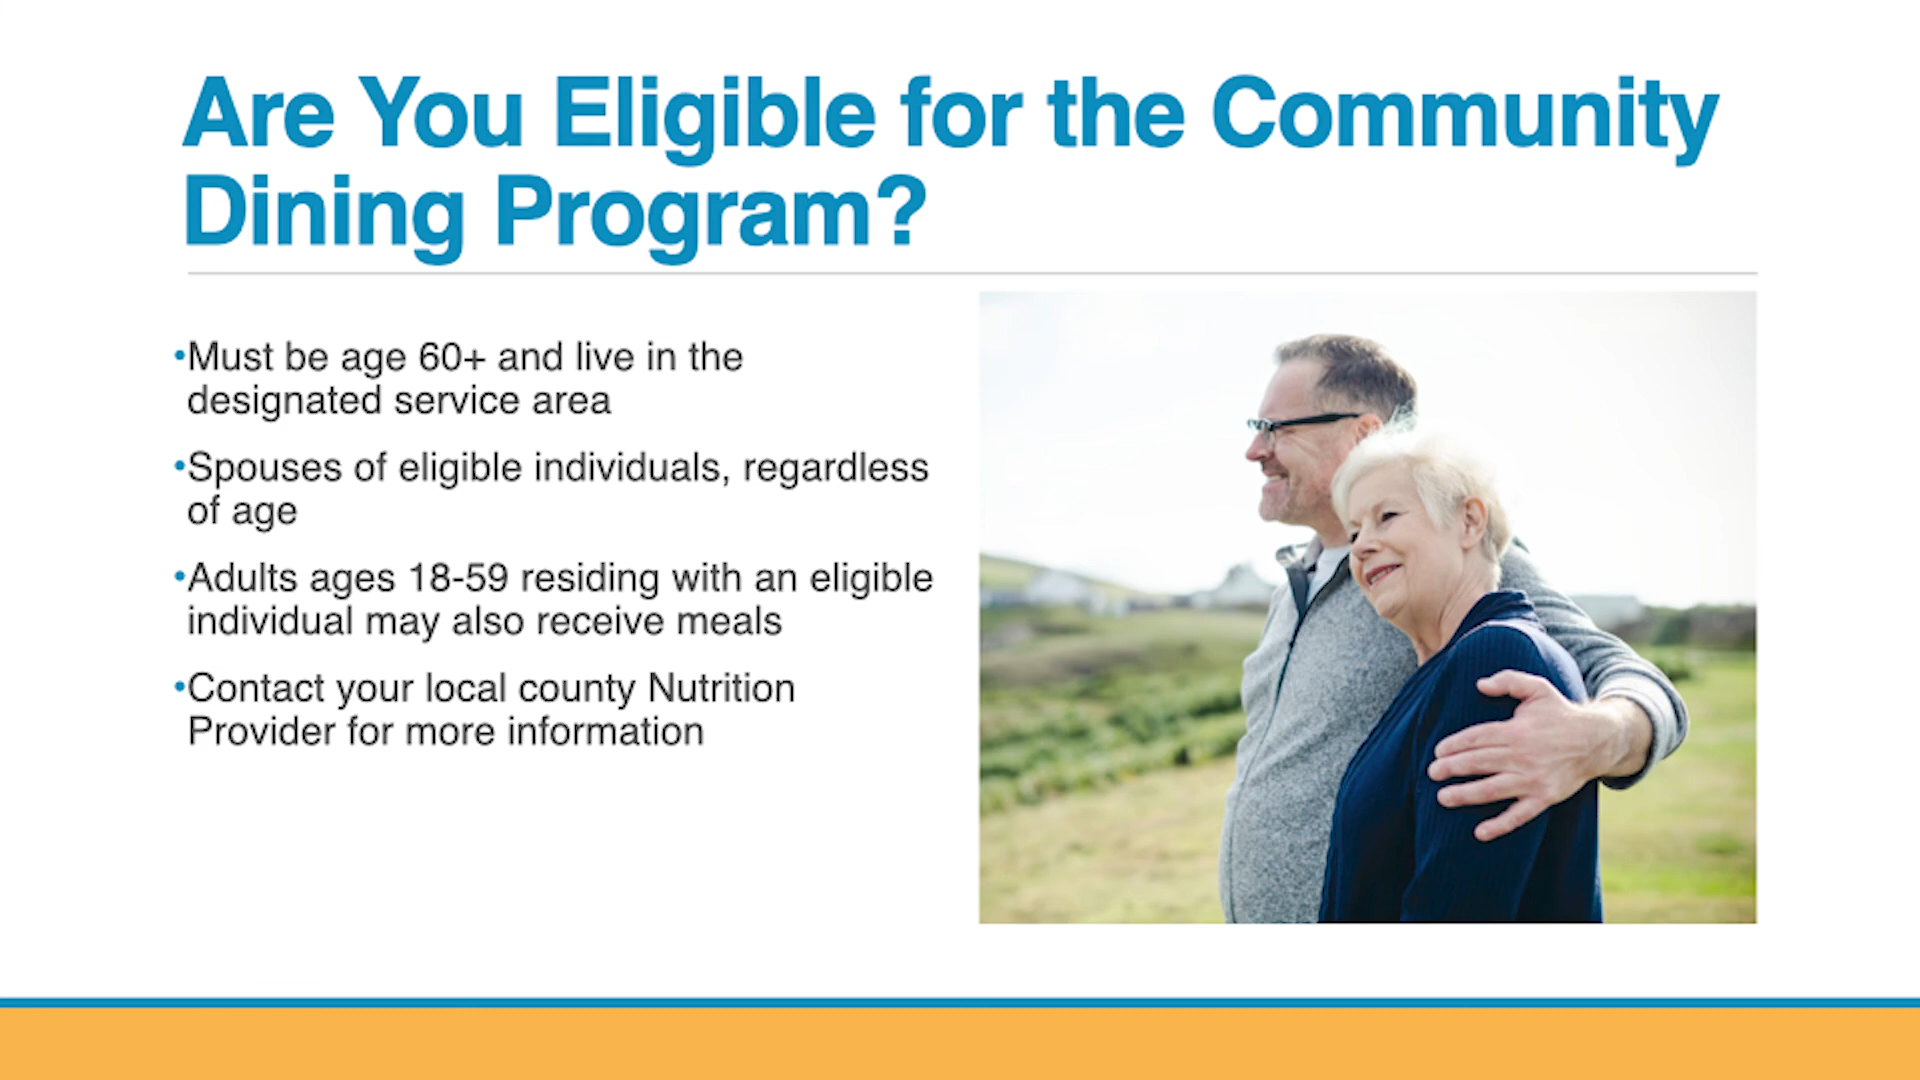 Are You Eligible for the Community
Dining Program?
•Must be age 60+ and live in the
designated service area
•Spouses of eligible individuals, regardless
of age
•Adults ages 18-59 residing with an eligible
individual may also receive meals
•Contact your local county Nutrition
Provider for more information